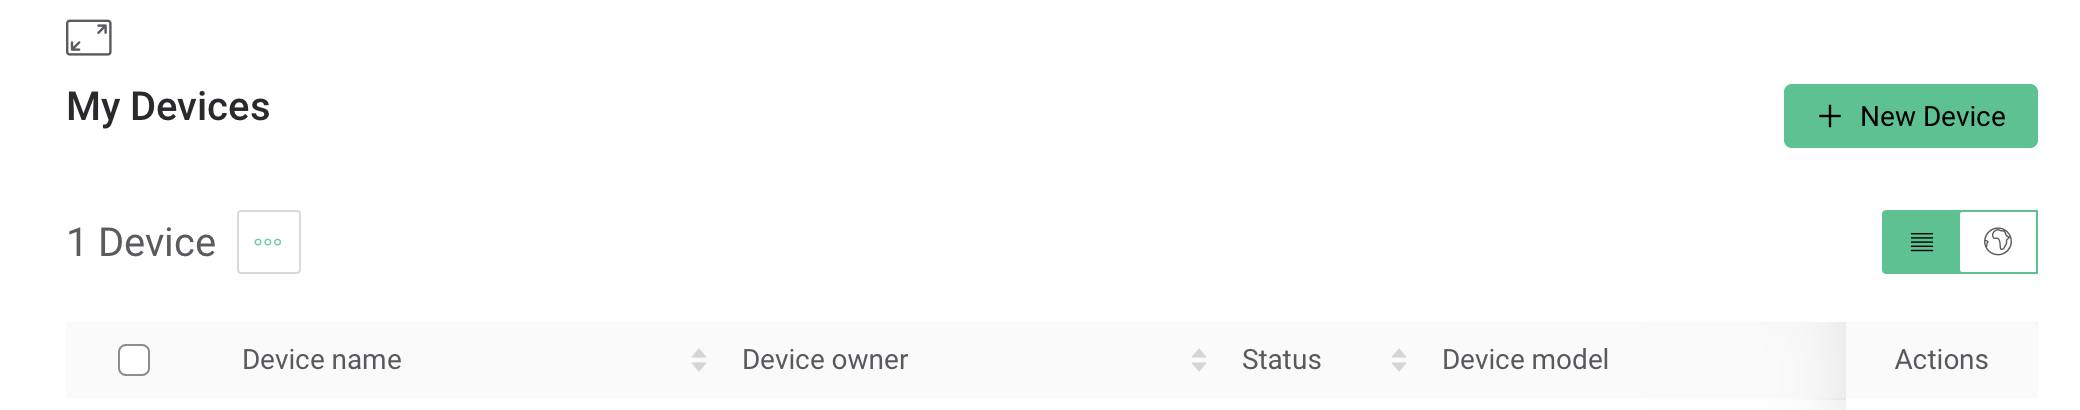 My Devices
+ New Device
1 Device
Device name Device owner Status Device model Actions